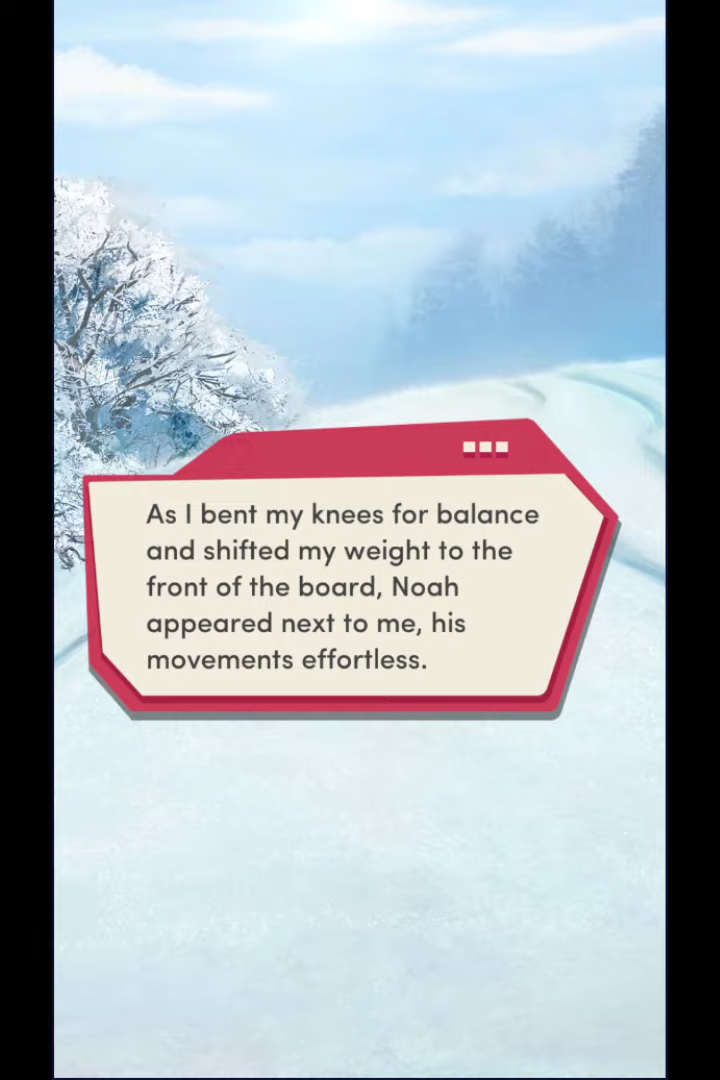 As I bent my knees for balance
and shifted my weight to the
front of the board, Noah
appeared next to me, his
movements effortless.